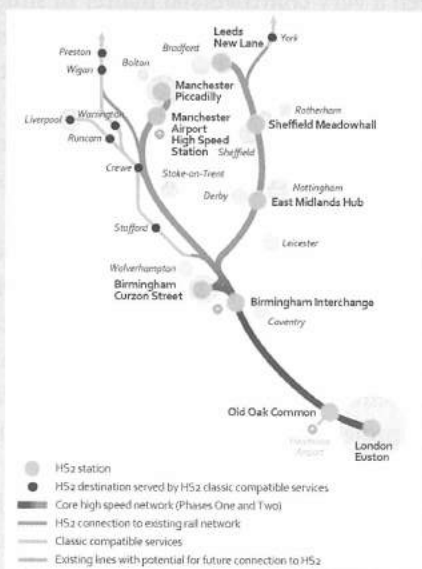 Leeds
New Lane
York
Preston
Bradford
Wigan
Bolton
Manchester
Piccadilly
Liverpool
Warrington
Manchester
Airport
High Speed
Station
Rotherham
Sheffield Meadowhall
Runcorn
Sheffield
Crewe
Stoke-on-Trent
Nottingham
Derby
East Midlands Hub
Stafford
Leicester
Wolverhampton
Birmingham
Curzon Street
Birmingham Interchange
Coventry
Old Oak Common
Heathrow
Airport
London
Euston
HS2 station
HS2 destination served by HS2 classic compatible services
Core high speed network (Phases One and Two)
HS2 connection to existing rail network
Classic compatible services
Existing lines with potential for future connection to HS2